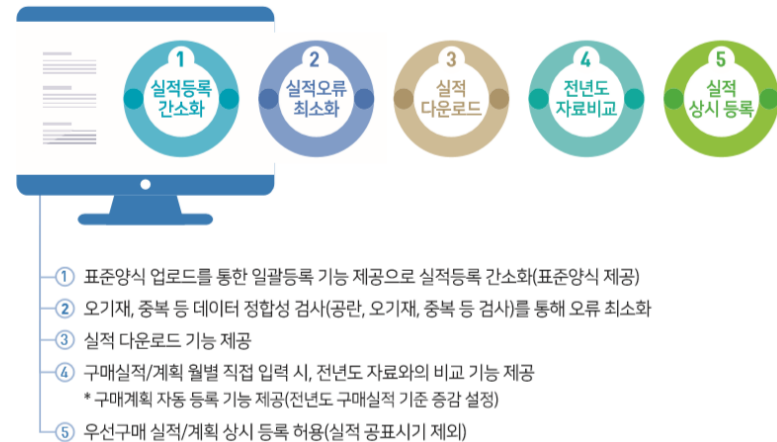 1
실적등록
간소화
2
실적오류
최소화
3
실적
다운로드
4
전년도
자료비교
5
실적
상시 등록
① 표준양식 업로드를 통한 일괄등록 기능 제공으로 실적등록 간소화(표준양식 제공)
② 오기재, 중복 등 데이터 정합성 검사(공란, 오기재, 중복 등 검사)를 통해 오류 최소화
③ 실적 다운로드 기능 제공
④ 구매실적/계획 월별 직접 입력 시, 전년도 자료와의 비교 기능 제공
* 구매계획 자동 등록 기능 제공(전년도 구매실적 기준 증감 설정)
⑤ 우선구매 실적/계획 상시 등록 허용(실적 공표시기 제외)